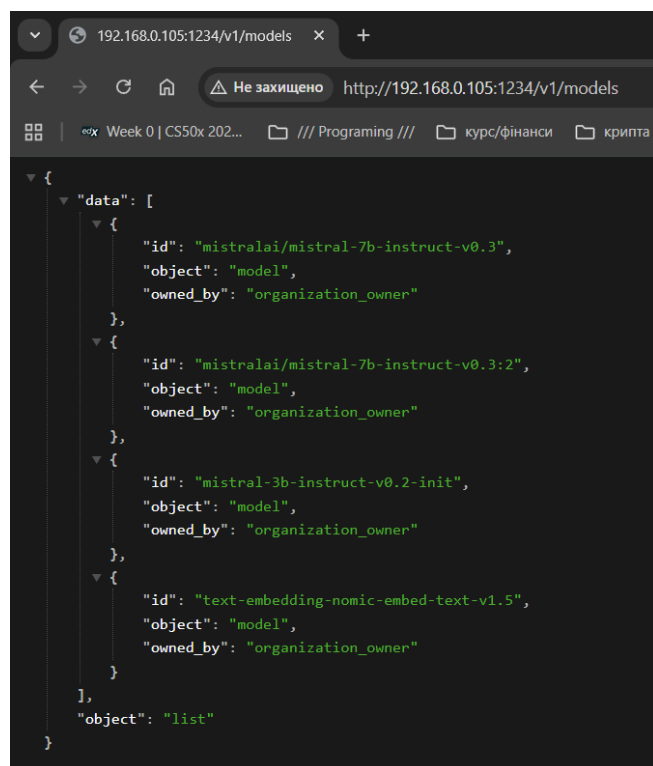 192.168.0.105:1234/v1/models
Не захищено http://192.168.0.105:1234/v1/models
edX Week 0 | CS50x 202... /// Programing /// курс/фінанси крипта
{
"data": [
{
"id": "mistralai/mistral-7b-instruct-v0.3",
"object": "model",
"owned_by": "organization_owner"
},
{
"id": "mistralai/mistral-7b-instruct-v0.3:2",
"object": "model",
"owned_by": "organization_owner"
},
{
"id": "mistral-3b-instruct-v0.2-init",
"object": "model",
"owned_by": "organization_owner"
},
{
"id": "text-embedding-nomic-embed-text-v1.5",
"object": "model",
"owned_by": "organization_owner"
}
],
"object": "list"
}